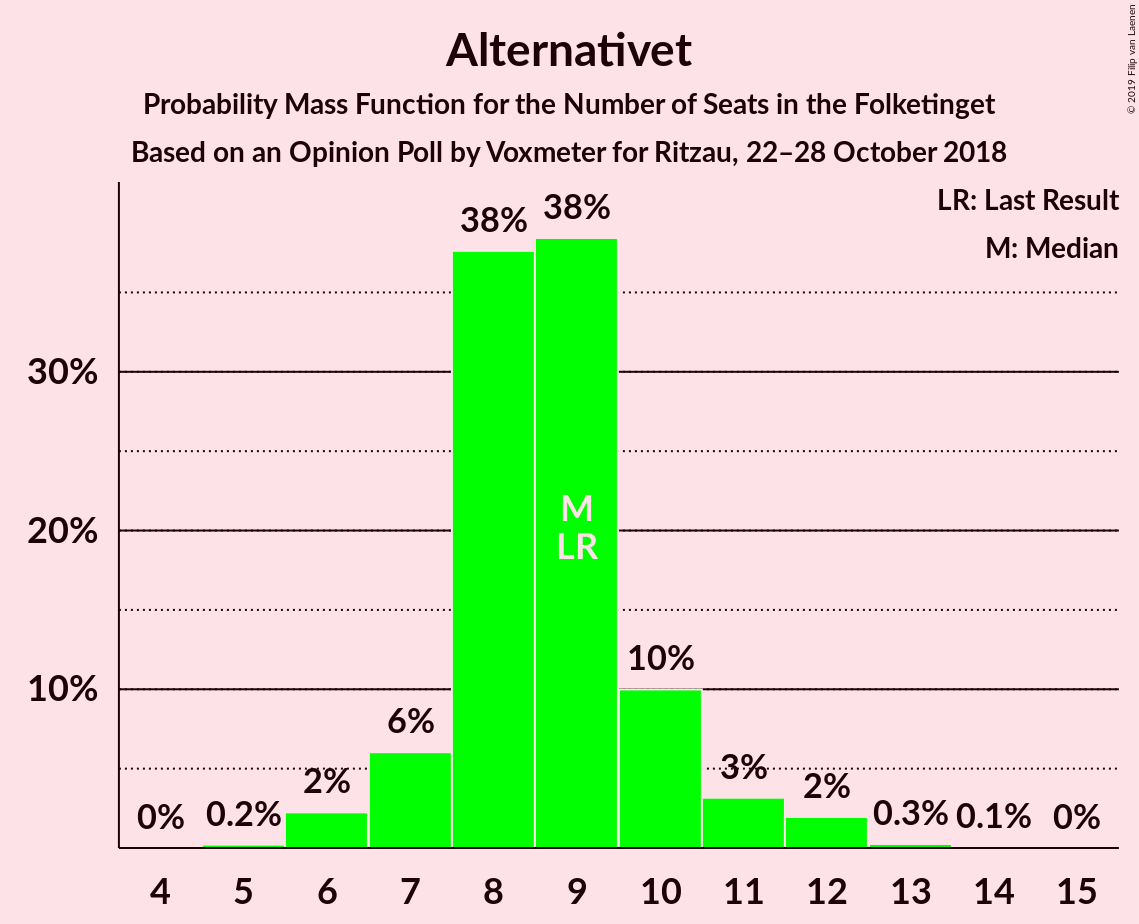 Alternativet
Probability Mass Function for the Number of Seats in the Folketinget
Based on an Opinion Poll by Voxmeter for Ritzau, 22–28 October 2018
© 2019 Filip van Laenen
LR: Last Result
M: Median
38%
38%
30%
20%
10%
M
LR
10%
6%
2%
3%
2%
0%
0.2%
0.3%
0.1%
0%
4 5 6 7 8 9 10 11 12 13 14 15